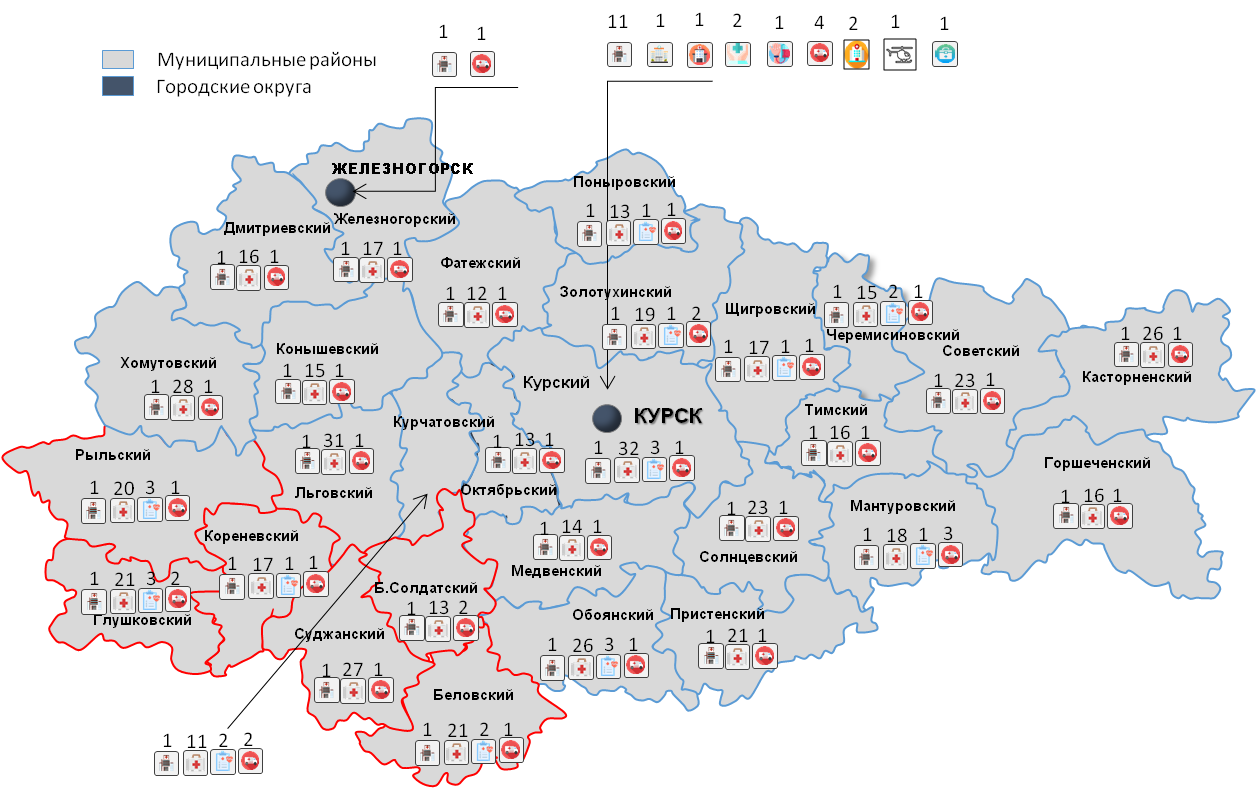 1 1
11 1 1 2 1 4 2 1 1
Муниципальные районы
Городские округа
ЖЕЛЕЗНОГОРСК
Железногорский
1 17 1
Дмитриевский
1 16 1
Поныровский
1 13 1 1
Фатежский
1 12 1
Золотухинский
1 19 1 2
Щигровский
1 17 1 1
1 15 2 1
Черемисиновский
Советский
1 23 1
1 26 1
Касторненский
Хомутовский
1 28 1
Конышевский
1 15 1
Курский
КУРСК
1 32 3 1
Курчатовский
Тимский
1 16 1
1 13 1
Октябрьский
1 31 1
Льговский
Рыльский
1 20 3 1
Горшеченский
1 16 1
Мантуровский
1 18 1 3
1 23 1
Солнцевский
1 14 1
Медвенский
Кореневский
1 17 1 1
1 21 3 2
Глушковский
Б.Солдатский
1 13 2
Суджанский
1 27 1
Обоянский
1 26 3 1
Пристенский
1 21 1
Беловский
1 21 2 1
1 11 2 2